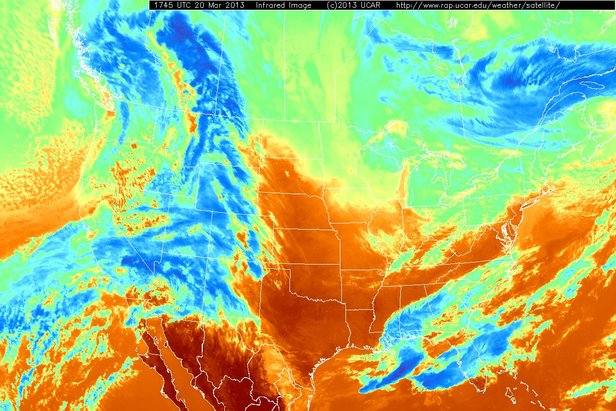 1745 UTC 20 Mar 2013 Infrared Image (c)2013 UCAR http://www.rap.ucar.edu/weather/satellite/